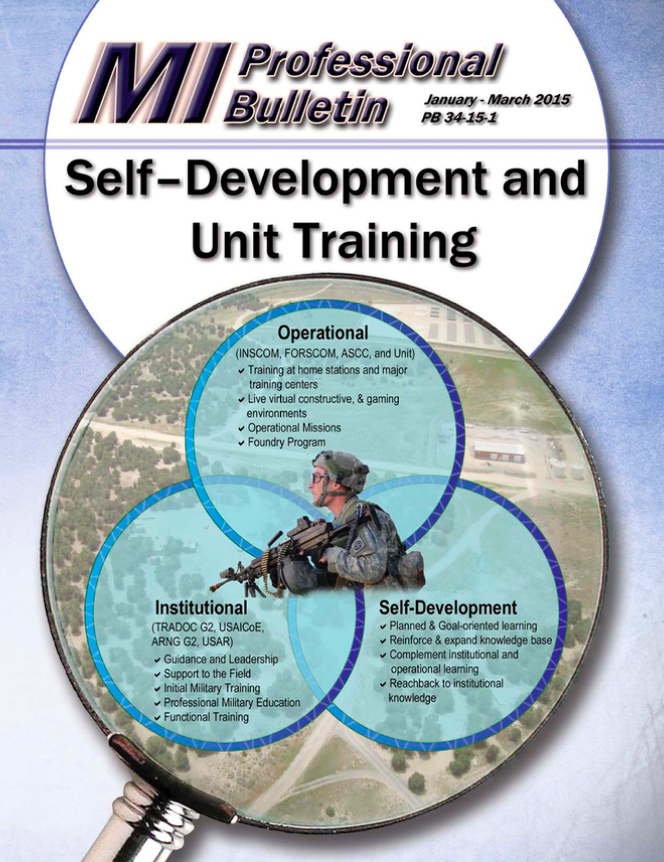 MI Professional
Bulletin
January - March 2015
PB 34-15-1
Self–Development and
Unit Training
Operational
(INSCOM, FORSCOM, ASCC, and Unit)
✓ Training at home stations and major
training centers
✓ Live virtual constructive, & gaming
environments
✓ Operational Missions
✓ Foundry Program
Institutional
(TRADOC G2, USAICoE,
ARNG G2, USAR)
✓ Guidance and Leadership
✓ Support to the Field
✓ Initial Military Training
✓ Professional Military Education
✓ Functional Training
Self-Development
✓ Planned & Goal-oriented learning
✓ Reinforce & expand knowledge base
✓ Complement institutional and
operational learning
✓ Reachback to institutional
knowledge